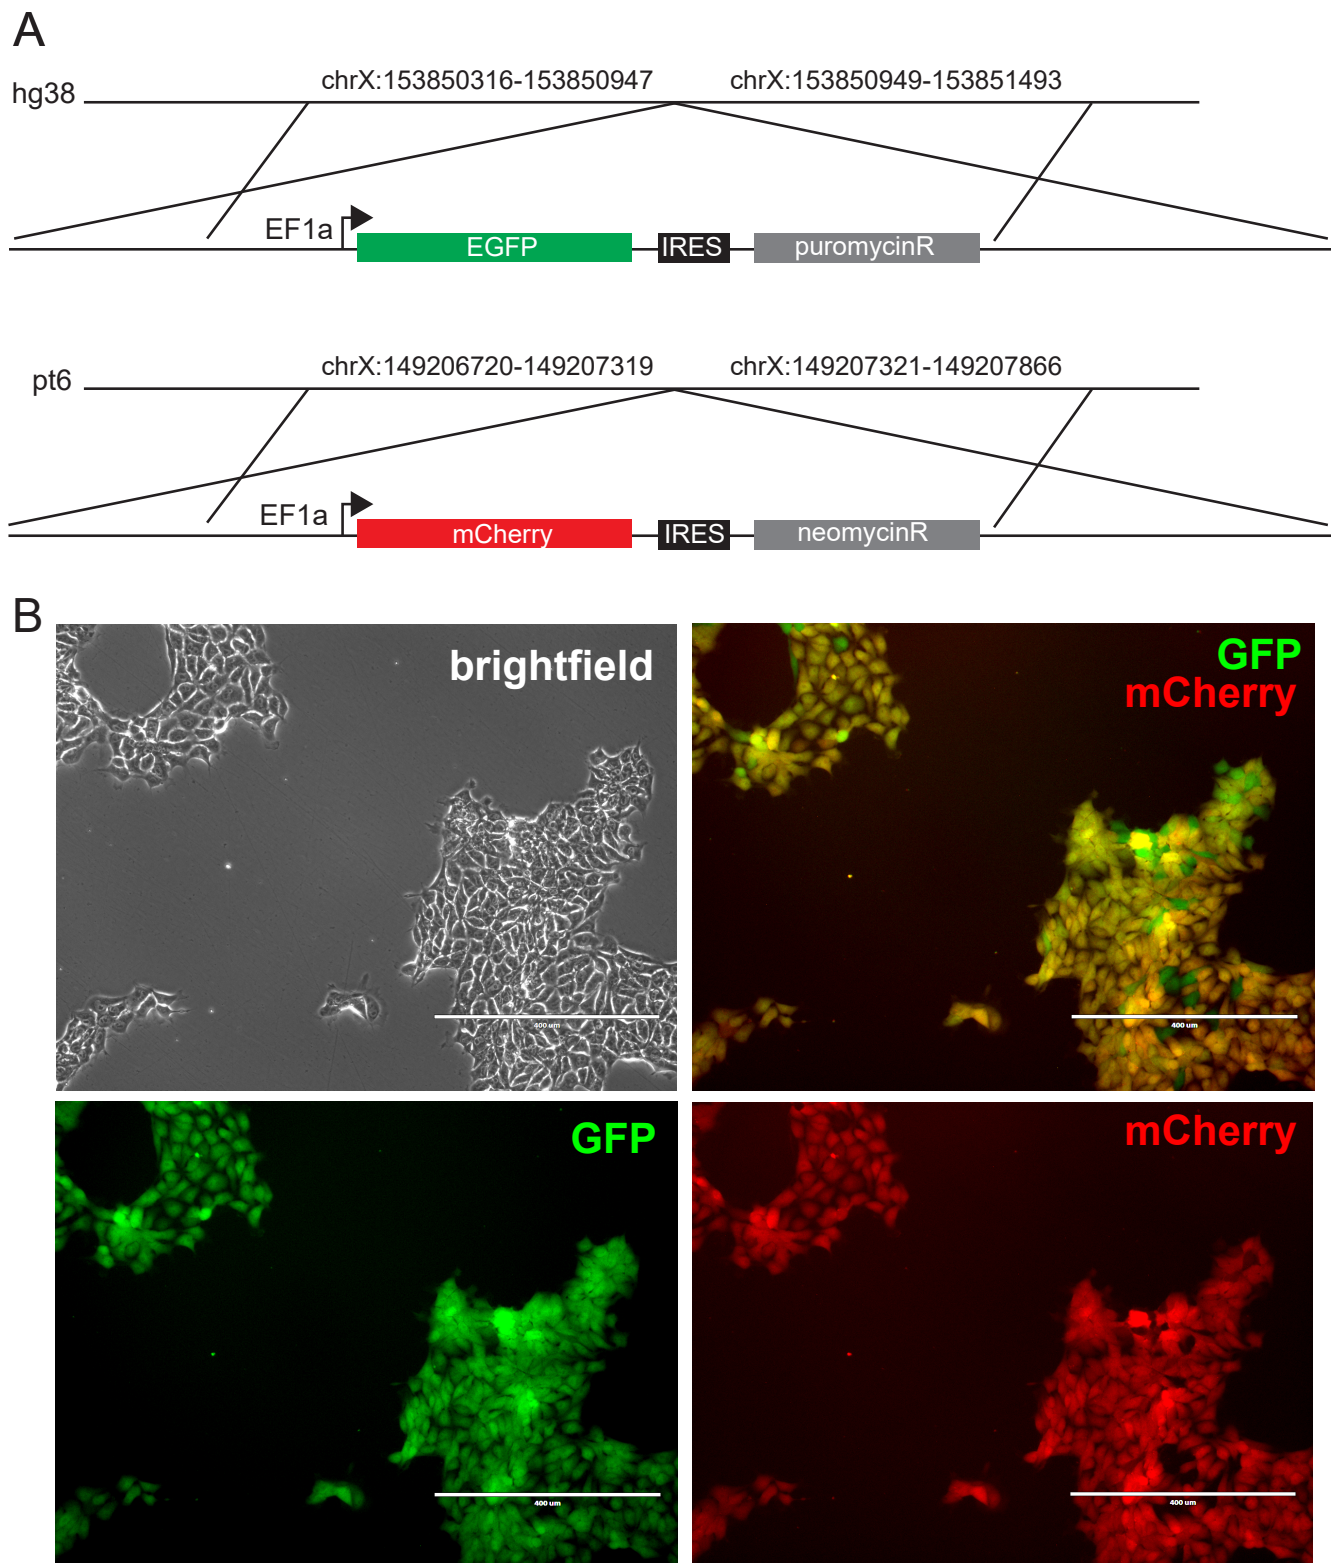 A
hg38
chrX:153850316-153850947 chrX:153850949-153851493
EF1a
EGFP IRES puromycinR
pt6
chrX:149206720-149207319 chrX:149207321-149207866
EF1a
mCherry IRES neomycinR
B
brightfield
400 um
GFP
mCherry
400 um
GFP
400 um
mCherry
400 um